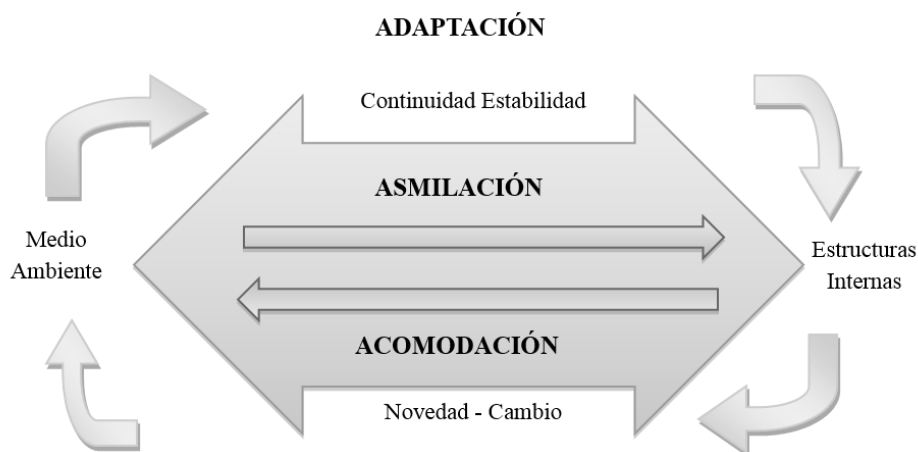 ADAPTACIÓN
Continuidad Estabilidad
ASMILACIÓN
Medio
Ambiente
Estructuras
Internas
ACOMODACIÓN
Novedad - Cambio